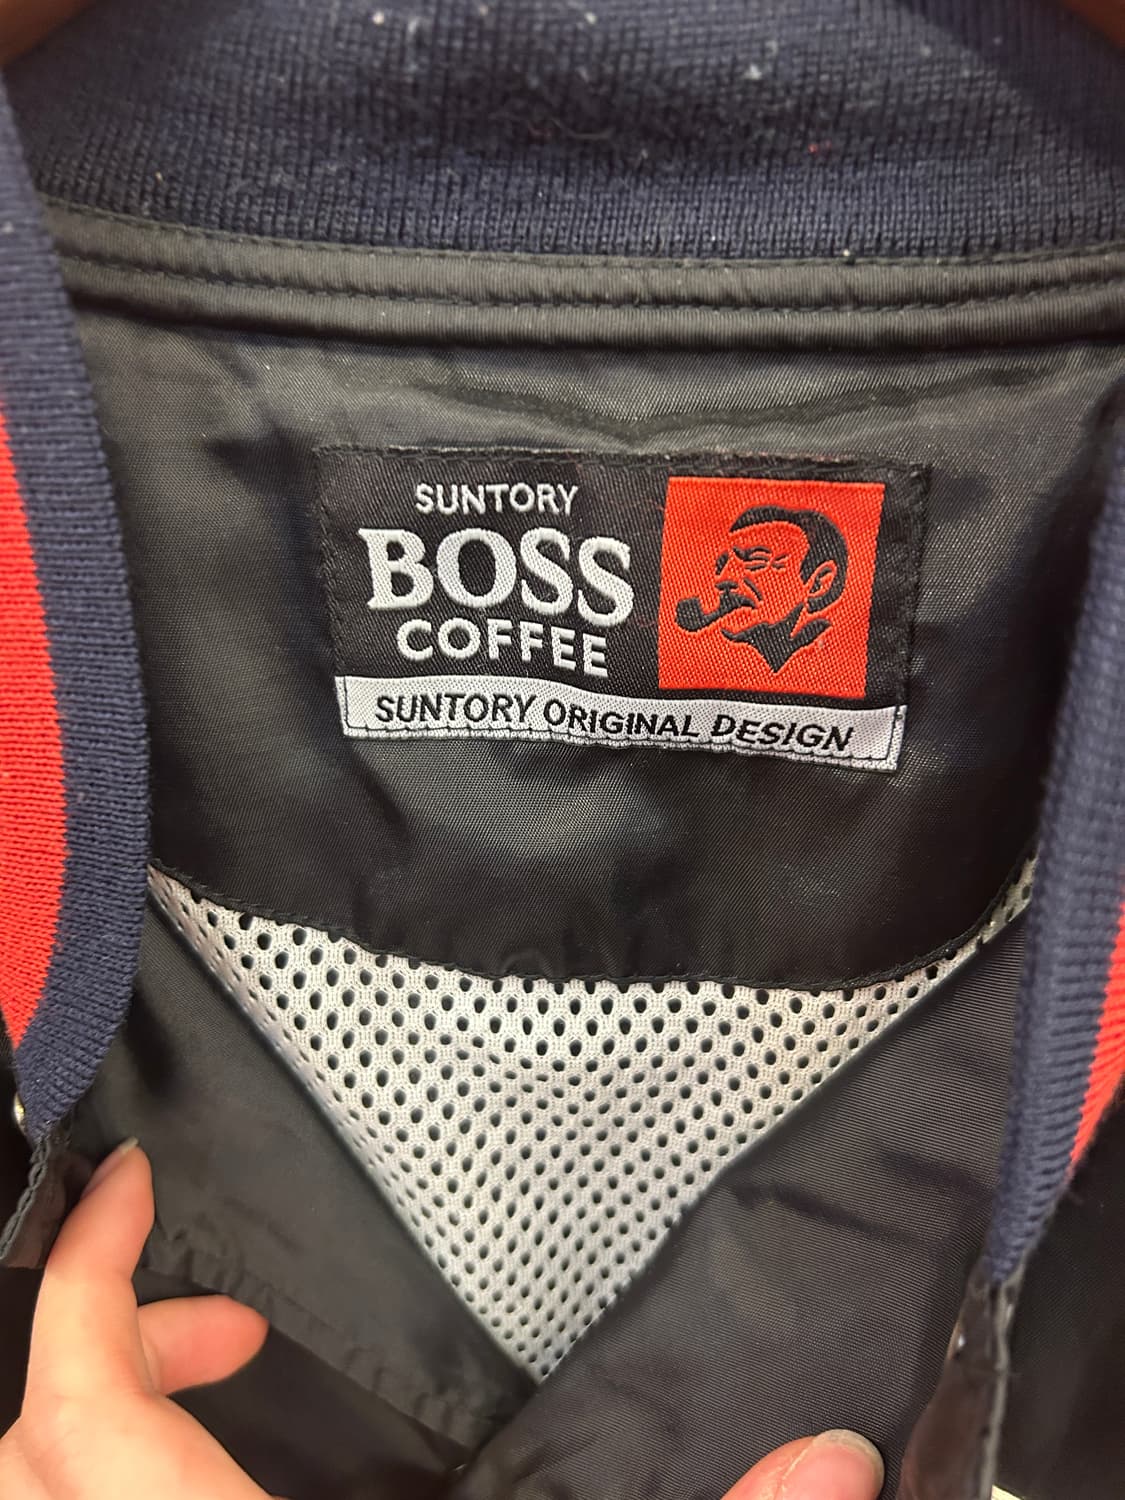 SUNTORY
BOSS
COFFEE
SUNTORY ORIGINAL DESIGN